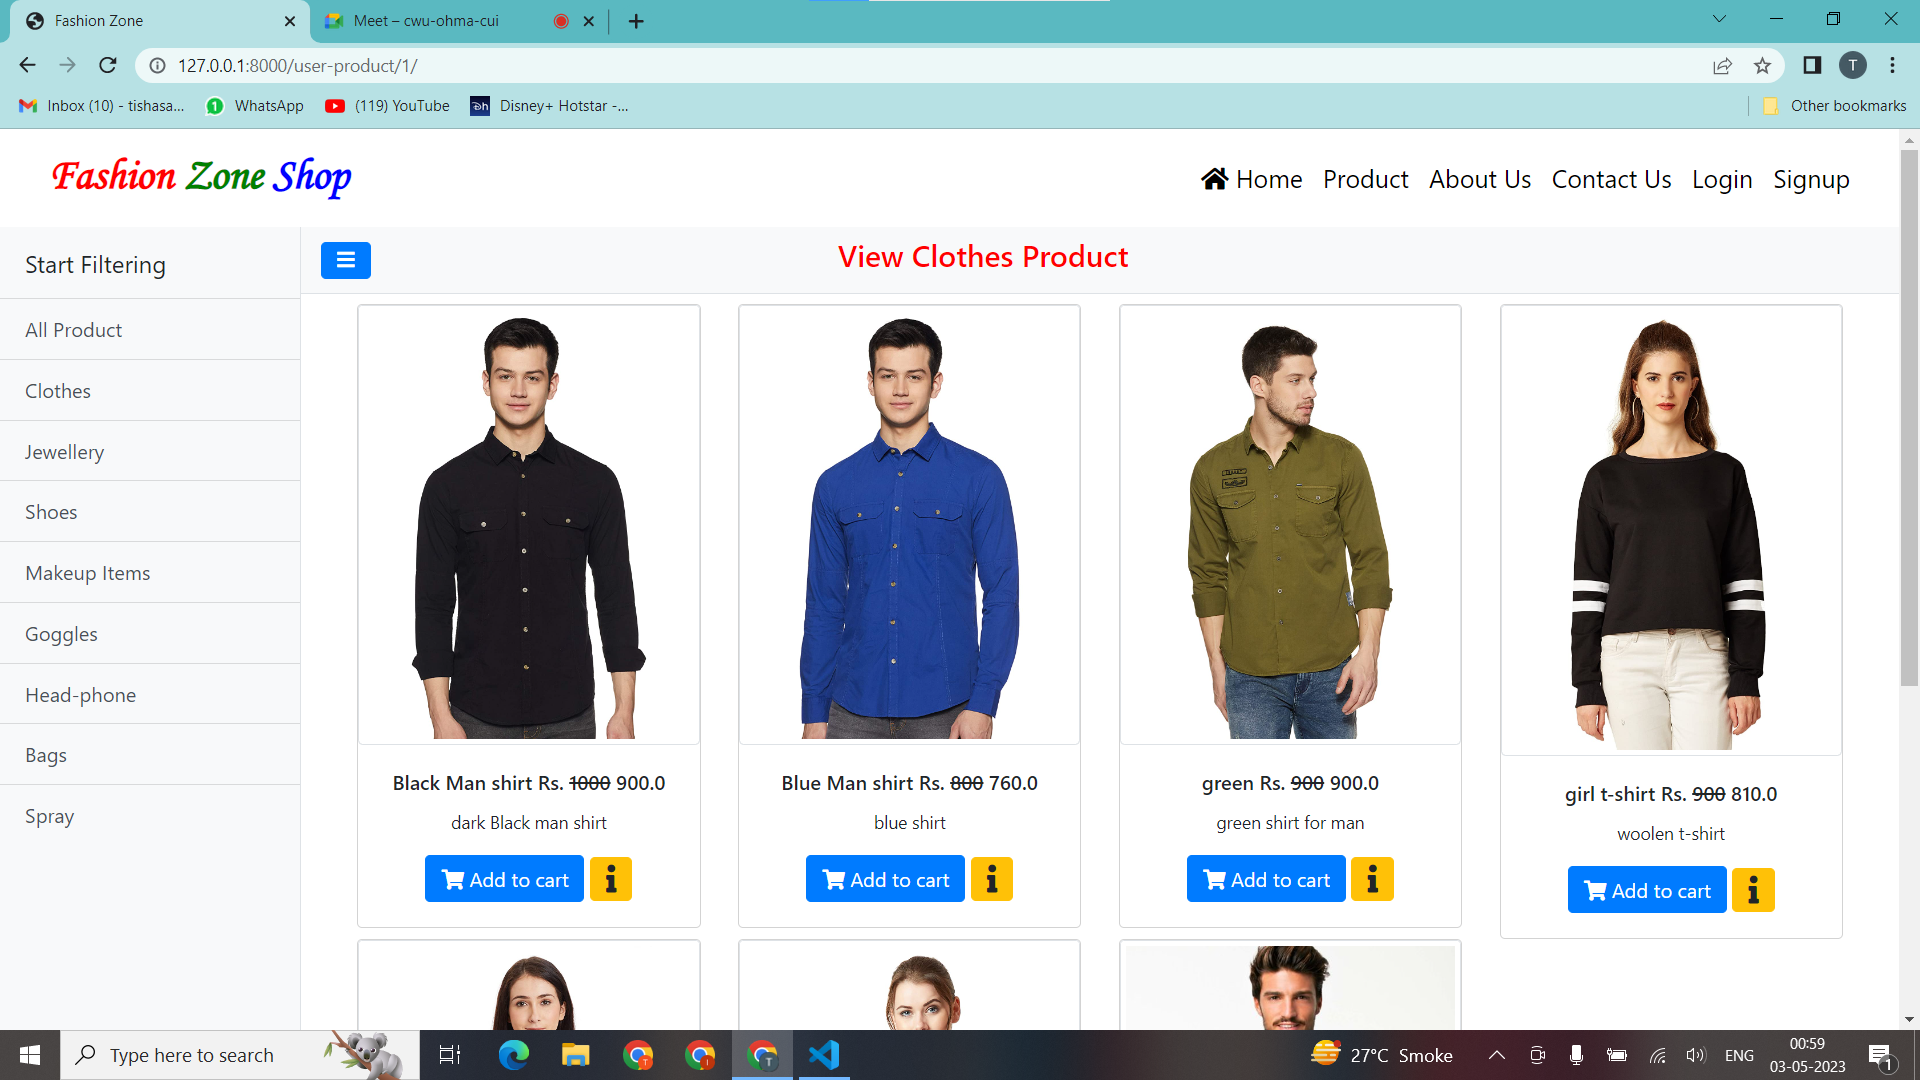 Fashion Zone
Meet – cwu-ohma-cui
127.0.0.1:8000/user-product/1/
T
Inbox (10) - tishasa...
WhatsApp
(119) YouTube
Disney+ Hotstar -...
Other bookmarks
Fashion Zone Shop
Home Product About Us Contact Us Login Signup
Start Filtering
All Product
Clothes
Jewellery
Shoes
Makeup Items
Goggles
Head-phone
Bags
Spray
View Clothes Product
Black Man shirt Rs. 1000 900.0
dark Black man shirt
Add to cart
Blue Man shirt Rs. 800 760.0
blue shirt
Add to cart
green Rs. 900 900.0
green shirt for man
Add to cart
girl t-shirt Rs. 900 810.0
woolen t-shirt
Add to cart
Type here to search
27°C Smoke
ENG
00:59
03-05-2023
1